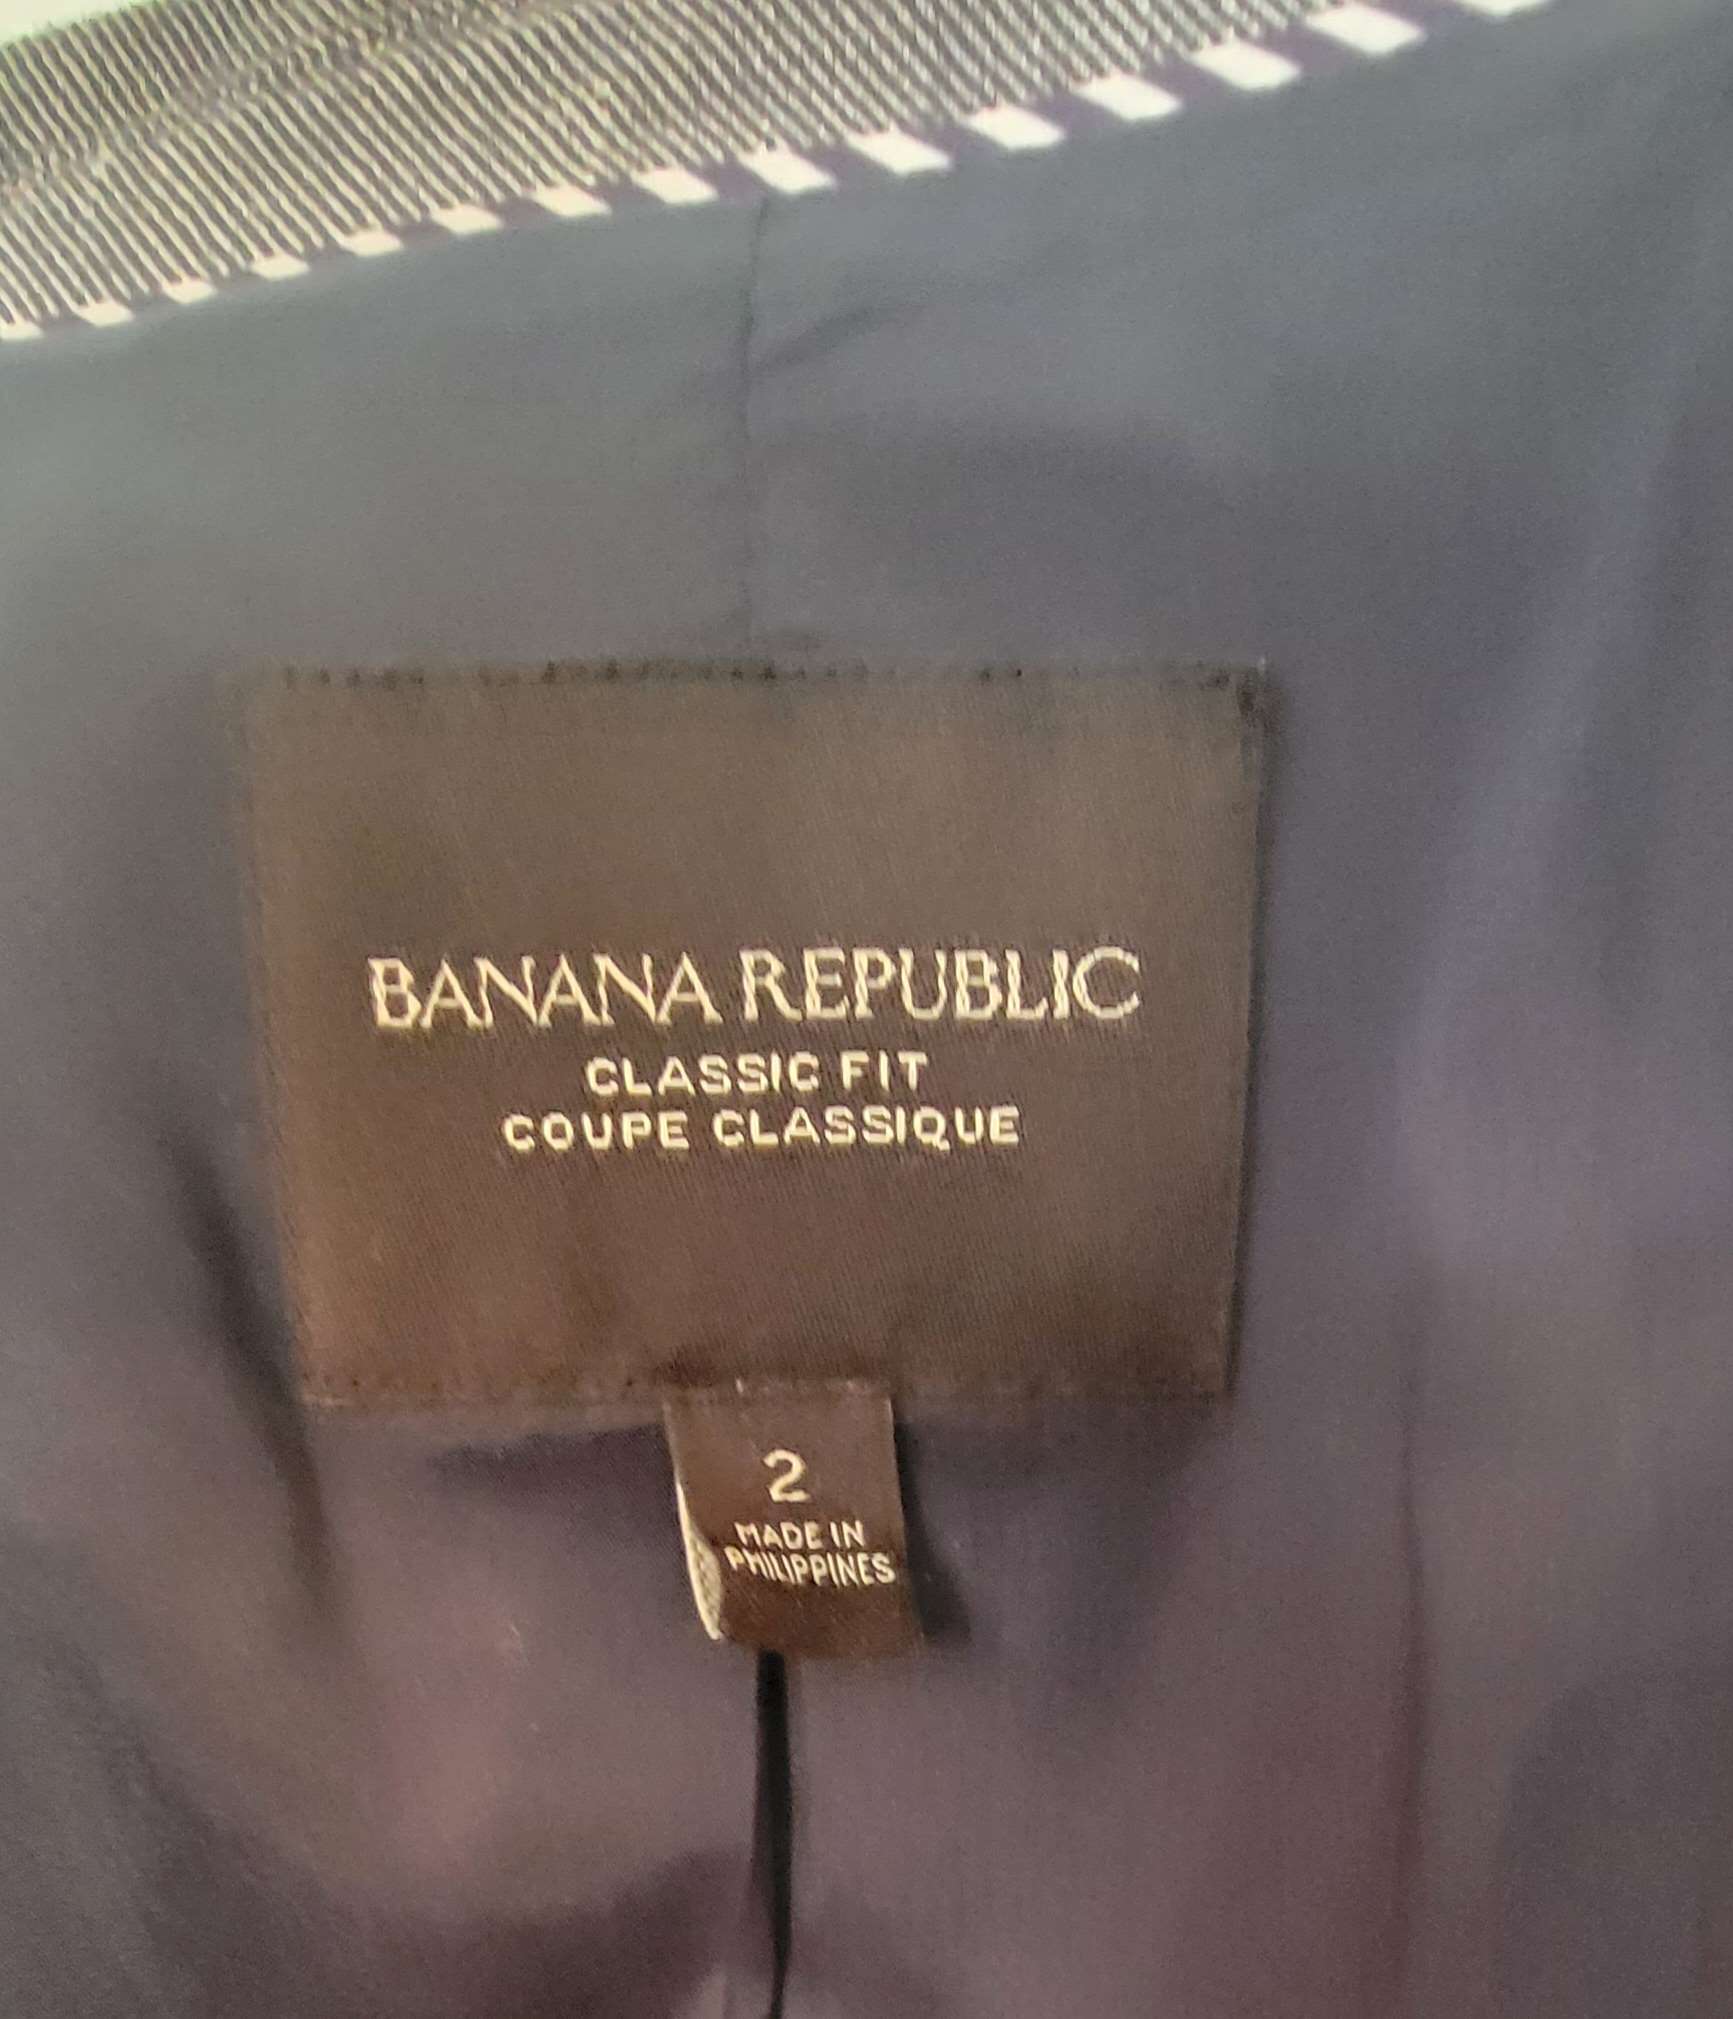 BANANA REPUBLIC
CLASSIC FIT
COUPE CLASSIQUE
2
MADE IN
PHILIPPINES